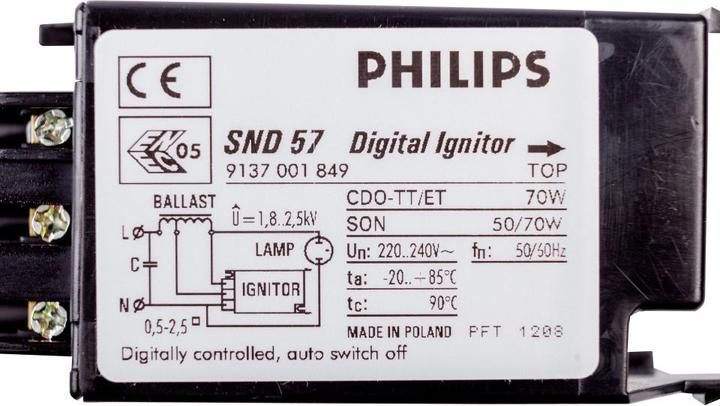 CE
PHILIPS
ENEC 05
SND 57 Digital Ignitor
9137 001 849
TOP
CDO-TT/ET 70W
SON 50/70W
Un: 220..240V~ fn: 50/60Hz
ta: -20..+85°C
tc: 90°C
BALLAST
Û=1,8..2,5kV
L
LAMP
C
IGNITOR
N
0,5-2,5
MADE IN POLAND PFT 1208
Digitally controlled, auto switch off